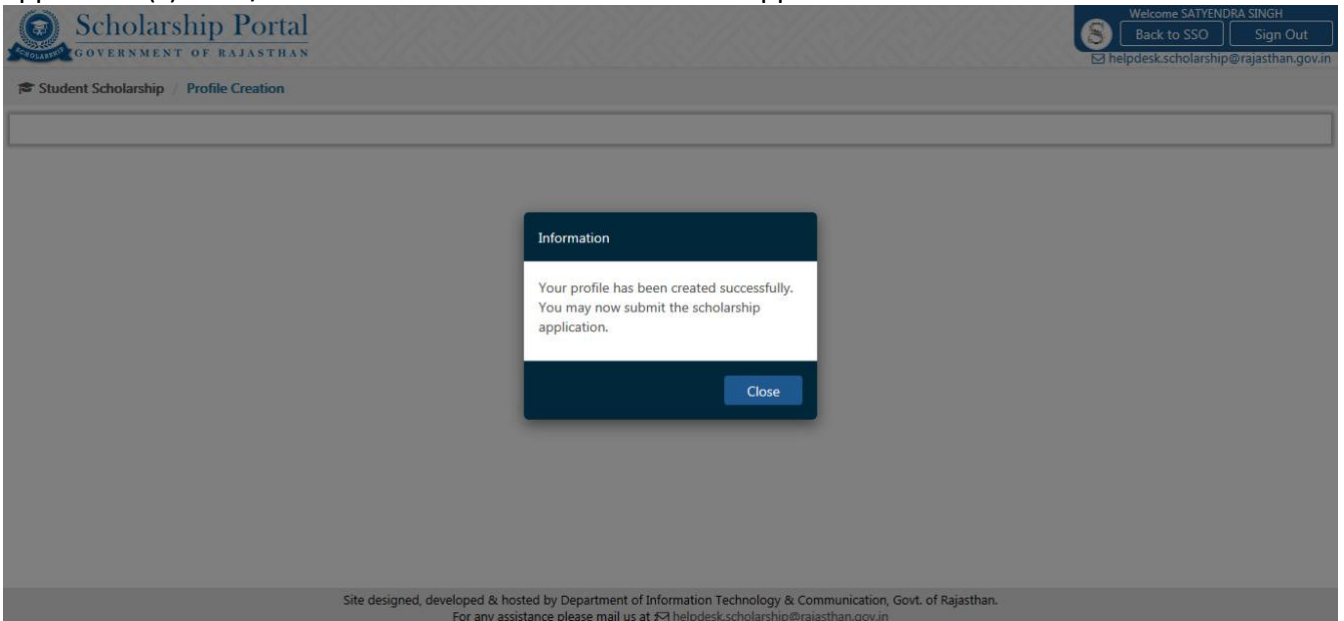 Scholarship Portal
GOVERNMENT OF RAJASTHAN
SCHOLARSHIP
Welcome SATYENDRA SINGH
S
Back to SSO
Sign Out
helpdesk.scholarship@rajasthan.gov.in
Student Scholarship / Profile Creation
Information
Your profile has been created successfully.
You may now submit the scholarship
application.
Close
Site designed, developed & hosted by Department of Information Technology & Communication, Govt. of Rajasthan.
For any assistance please mail us at helpdesk.scholarship@rajasthan.gov.in